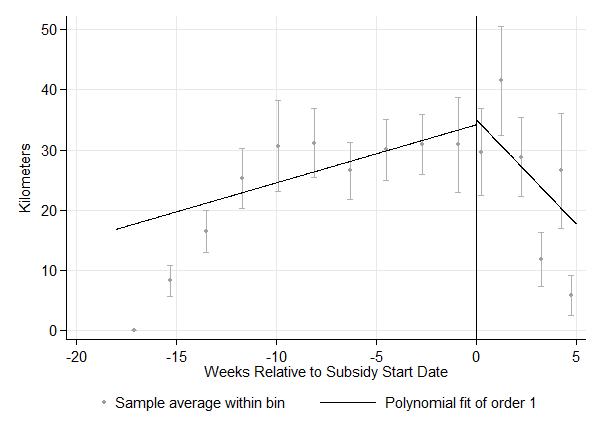 50
40
30
20
10
0
Kilometers
-20 -15 -10 -5 0 5
Weeks Relative to Subsidy Start Date
Sample average within bin Polynomial fit of order 1